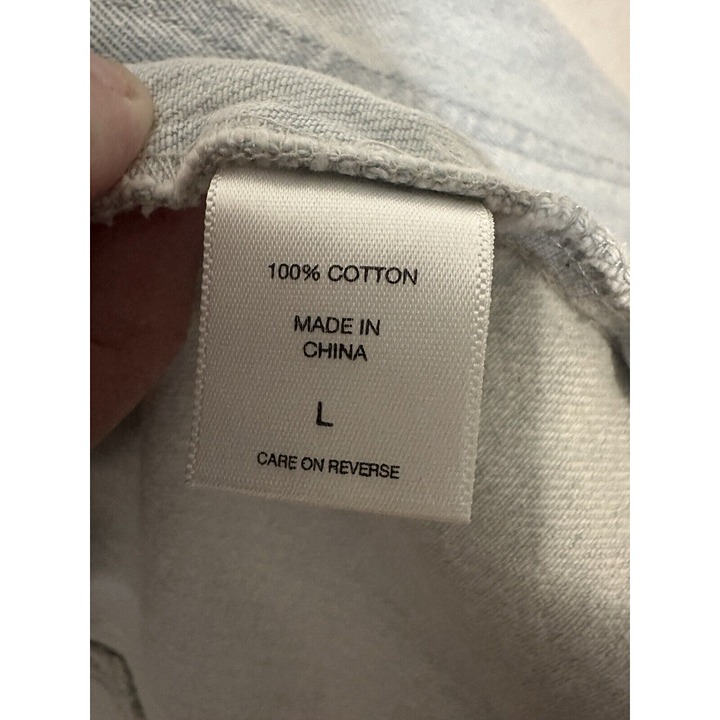 100% COTTON
MADE IN
CHINA
L
CARE ON REVERSE